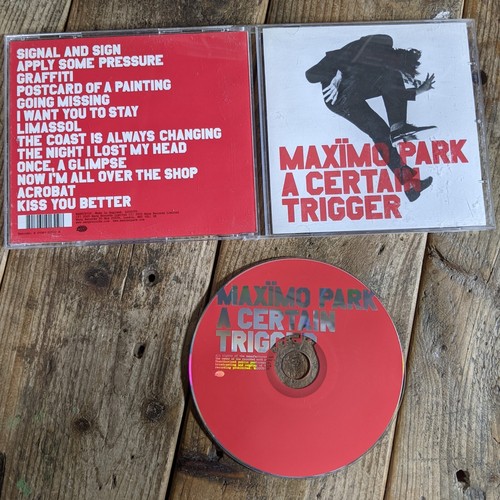 SIGNAL AND SIGN
APPLY SOME PRESSURE
GRAFFITI
POSTCARD OF A PAINTING
GOING MISSING
I WANT YOU TO STAY
LIMASSOL
THE COAST IS ALWAYS CHANGING
THE NIGHT I LOST MY HEAD
ONCE, A GLIMPSE
NOW I'M ALL OVER THE SHOP
ACROBAT
KISS YOU BETTER
MAXÏMO PARK
A CERTAIN
TRIGGER
MAXÏMO PARK
A CERTAIN
TRIGGER